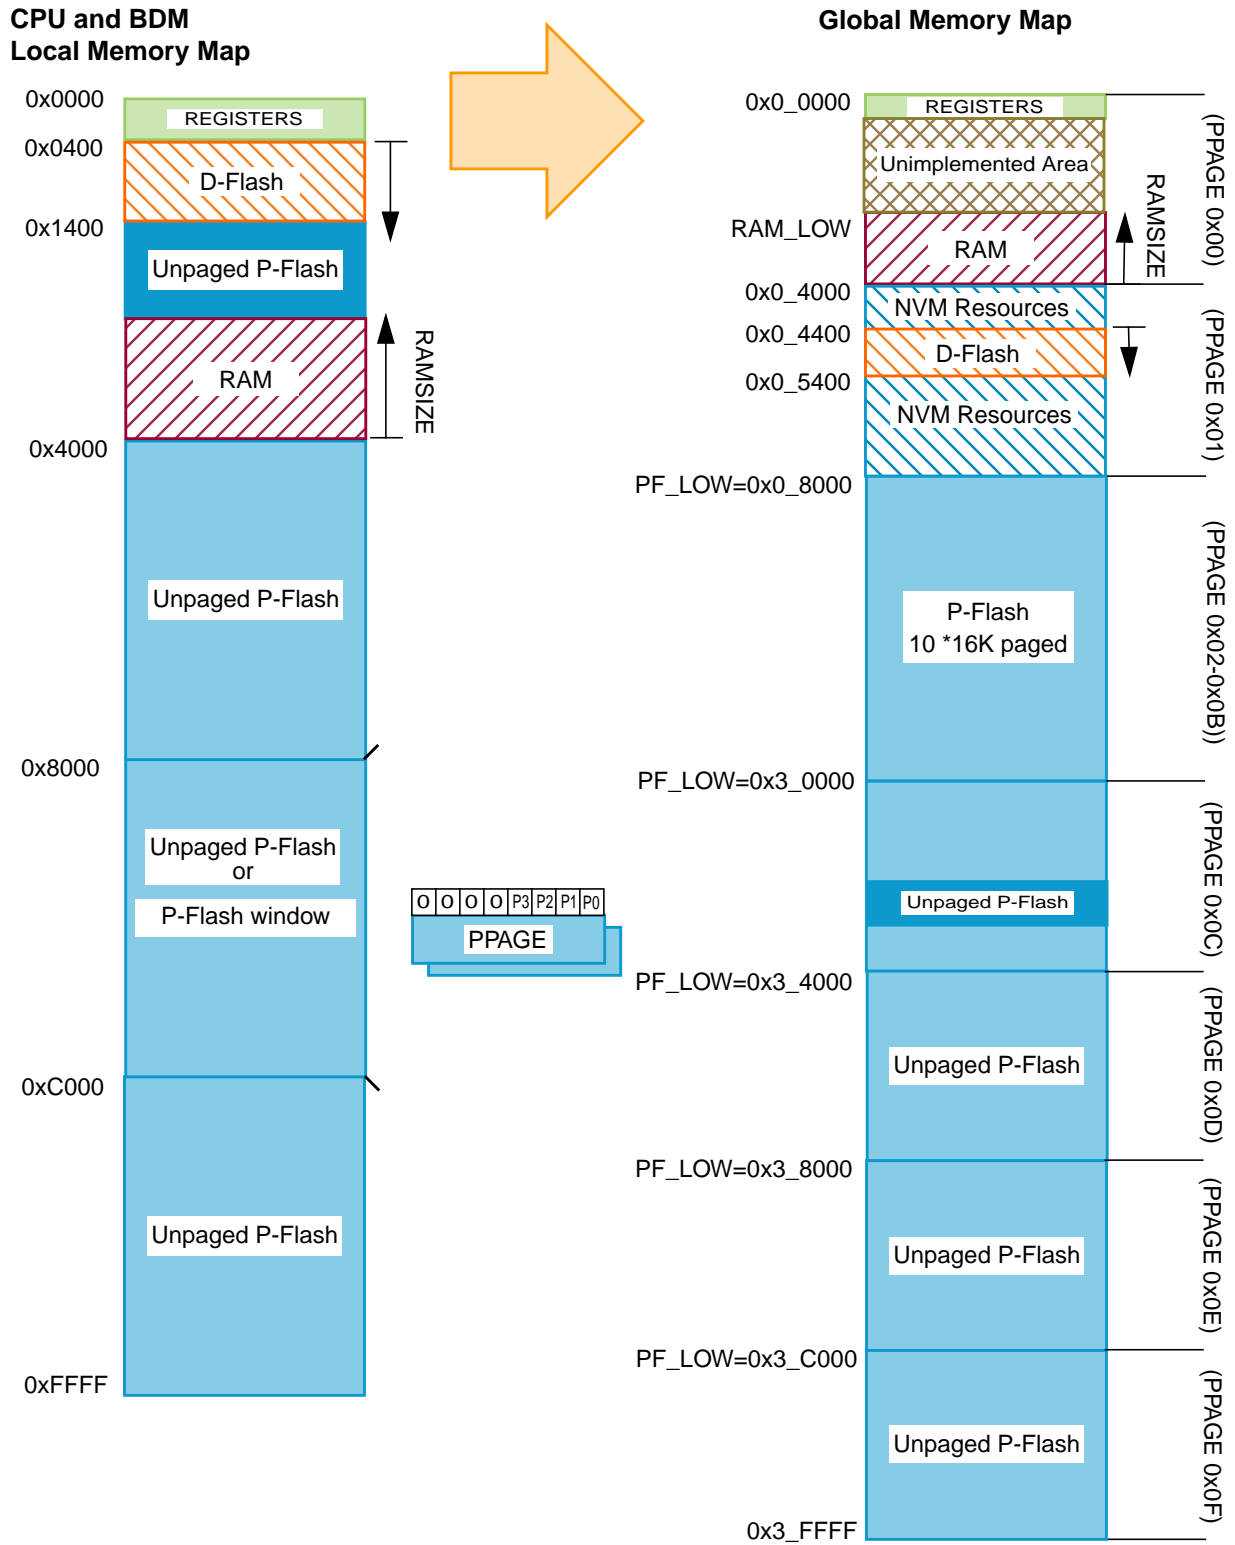 CPU and BDM
Local Memory Map
0x0000
REGISTERS
0x0400
D-Flash
0x1400
Unpaged P-Flash
RAM
RAMSIZE
0x4000
Unpaged P-Flash
0x8000
Unpaged P-Flash
or
P-Flash window
0xC000
Unpaged P-Flash
0xFFFF
0 0 0 0 P3 P2 P1 P0
PPAGE
Global Memory Map
0x0_0000
REGISTERS
Unimplemented Area
(PPAGE 0x00)
RAM_LOW
RAM
RAMSIZE
0x0_4000
NVM Resources
0x0_4400
D-Flash
(PPAGE 0x01)
0x0_5400
NVM Resources
PF_LOW=0x0_8000
P-Flash
10 *16K paged
(PPAGE 0x02-0x0B))
PF_LOW=0x3_0000
Unpaged P-Flash
(PPAGE 0x0C)
PF_LOW=0x3_4000
Unpaged P-Flash
(PPAGE 0x0D)
PF_LOW=0x3_8000
Unpaged P-Flash
(PPAGE 0x0E)
PF_LOW=0x3_C000
Unpaged P-Flash
(PPAGE 0x0F)
0x3_FFFF